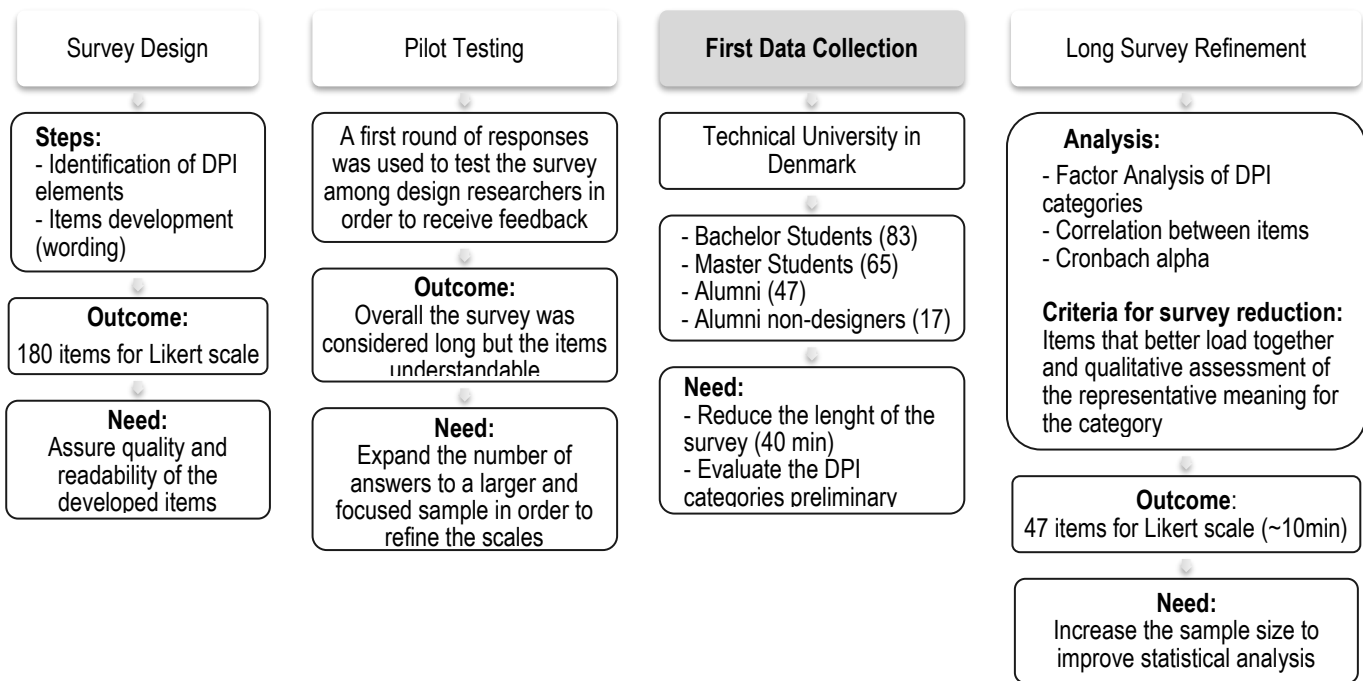 Survey Design
Steps:
- Identification of DPI
elements
- Items development
(wording)
Outcome:
180 items for Likert scale
Need:
Assure quality and
readability of the
developed items
Pilot Testing
A first round of responses
was used to test the survey
among design researchers in
order to receive feedback
Outcome:
Overall the survey was
considered long but the items
understandable
Need:
Expand the number of
answers to a larger and
focused sample in order to
refine the scales
First Data Collection
Technical University in
Denmark
- Bachelor Students (83)
- Master Students (65)
- Alumni (47)
- Alumni non-designers (17)
Need:
- Reduce the lenght of the
survey (40 min)
- Evaluate the DPI
categories preliminary
Long Survey Refinement
Analysis:
- Factor Analysis of DPI
categories
- Correlation between items
- Cronbach alpha
Criteria for survey reduction:
Items that better load together
and qualitative assessment of
the representative meaning for
the category
Outcome:
47 items for Likert scale (~10min)
Need:
Increase the sample size to
improve statistical analysis